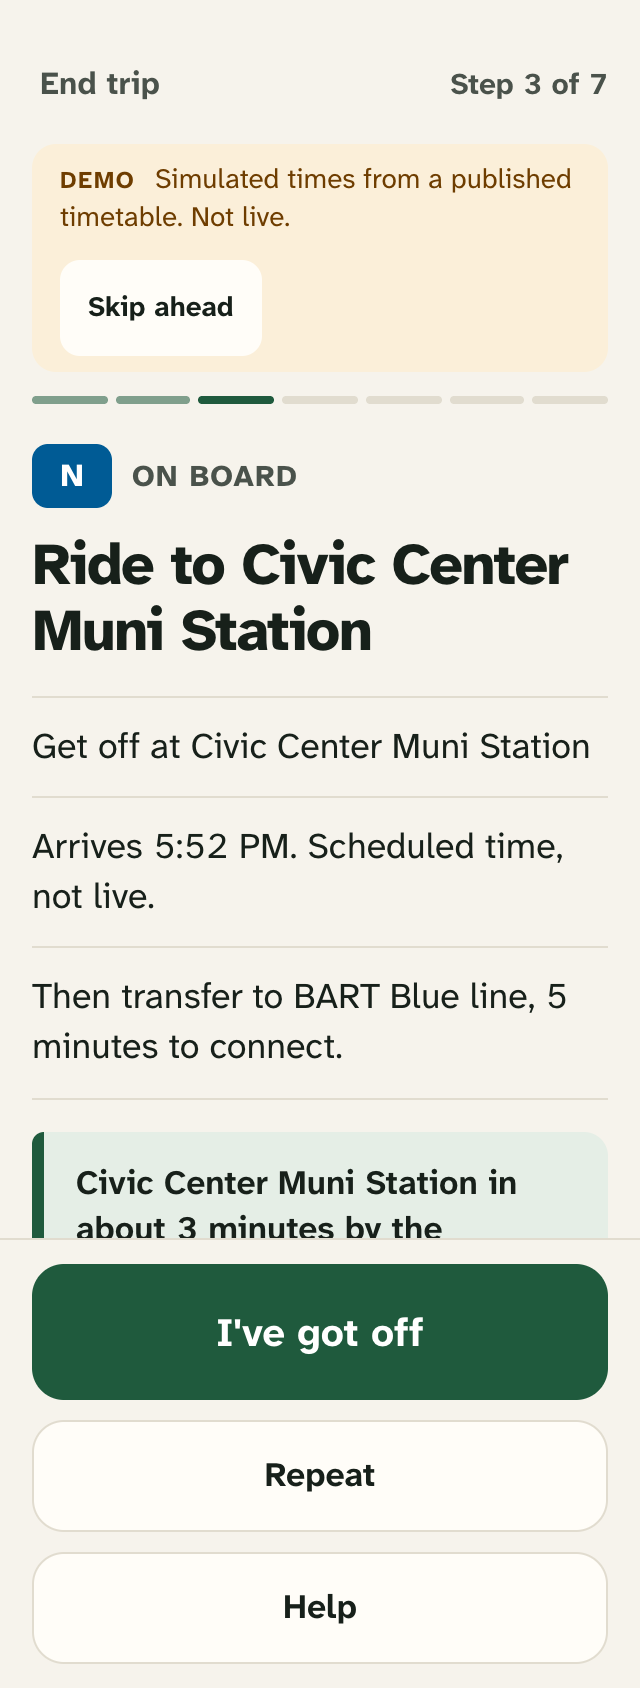 End trip
Step 3 of 7
DEMO Simulated times from a published
timetable. Not live.
Skip ahead
N ON BOARD
Ride to Civic Center
Muni Station
Get off at Civic Center Muni Station
Arrives 5:52 PM. Scheduled time,
not live.
Then transfer to BART Blue line, 5
minutes to connect.
Civic Center Muni Station in
about 3 minutes by the
I've got off
Repeat
Help